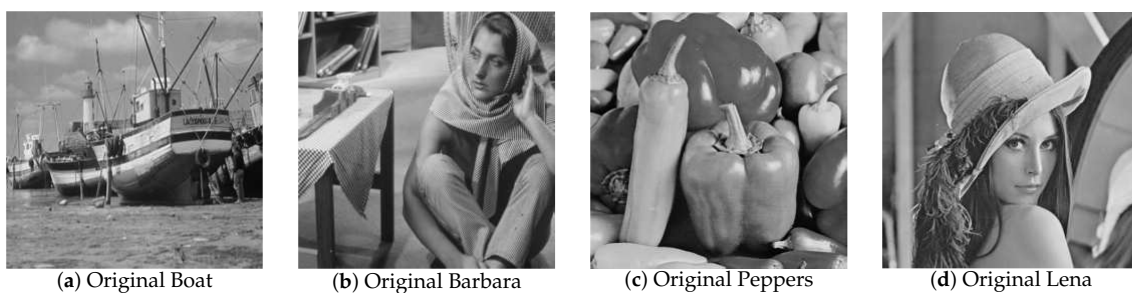 (a) Original Boat
(b) Original Barbara
(c) Original Peppers
(d) Original Lena